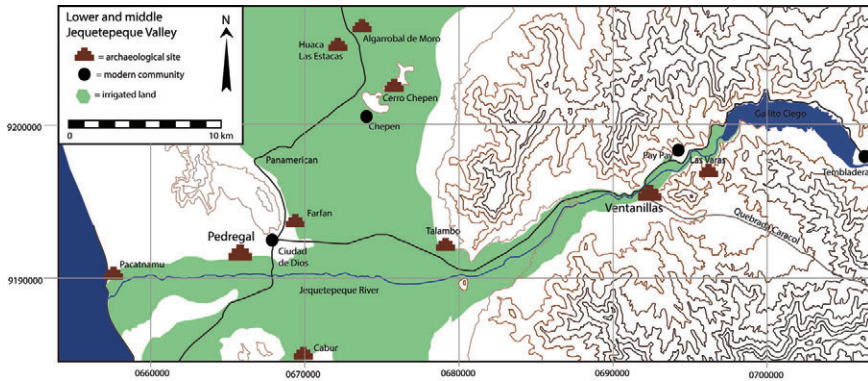 Lower and middle
Jequetepeque Valley
N
= archaeological site
= modern community
= irrigated land
0
10 km
Algarrobal de Moro
Huaca
Las Estacas
Cerro Chepen
Chepen
9200000
Panamerican
Gallito Ciego
Pay Pay
Las Varas
Tembladera
Ventanillas
Quebrada Caracol
Farfan
Pedregal
Talambo
Ciudad
de Dios
Pacatnamu
9190000
Jequetepeque River
Cabur
0660000
0670000
0680000
0690000
0700000